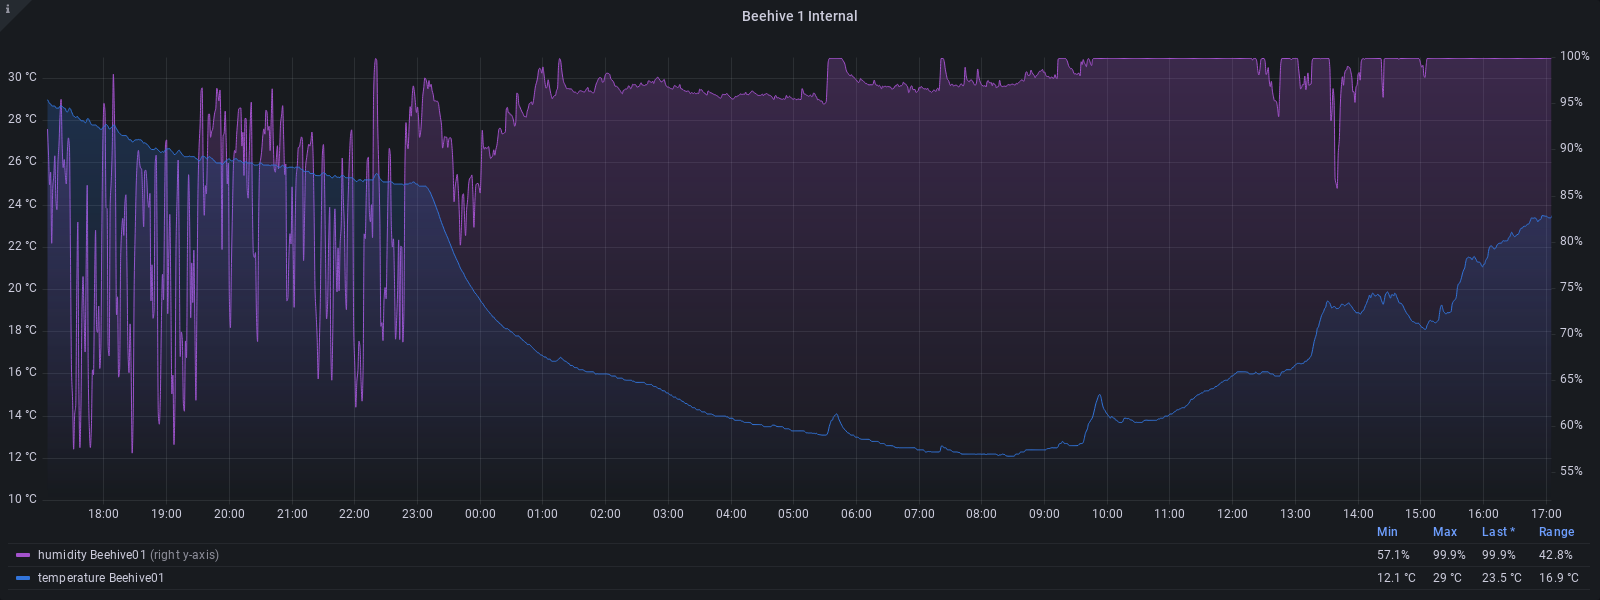 i
Beehive 1 Internal
100%
30 °C
95%
28 °C
90%
26 °C
85%
24 °C
80%
22 °C
75%
20 °C
70%
18 °C
65%
16 °C
60%
14 °C
55%
12 °C
10 °C
18:00 19:00 20:00 21:00 22:00 23:00 00:00 01:00 02:00 03:00 04:00 05:00 06:00 07:00 08:00 09:00 10:00 11:00 12:00 13:00 14:00 15:00 16:00 17:00
Min Max Last * Range
humidity Beehive01 (right y-axis) 57.1% 99.9% 99.9% 42.8%
temperature Beehive01 12.1 °C 29 °C 23.5 °C 16.9 °C